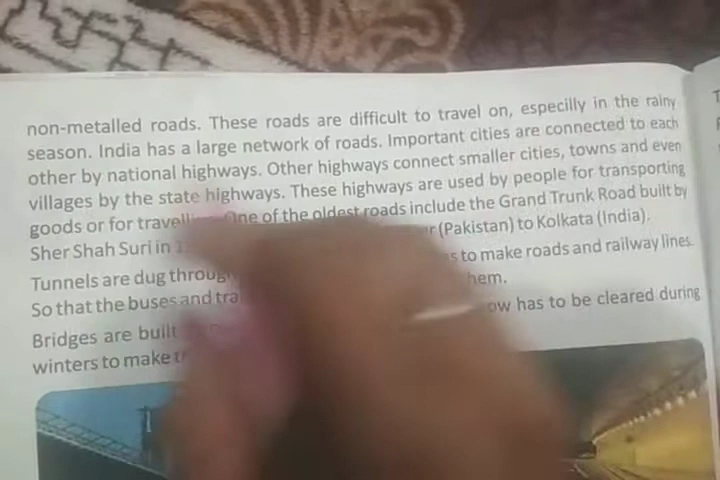 non-metalled roads. These roads are difficult to travel on, especilly in the rainy
season. India has a large network of roads. Important cities are connected to each
other by national highways. Other highways connect smaller cities, towns and even
villages by the state highways. These highways are used by people for transporting
goods or for travelling. One of the oldest roads include the Grand Trunk Road built by
Sher Shah Suri in (Pakistan) to Kolkata (India).
Tunnels are dug through to make roads and railway lines.
So that the buses and
Bridges are built has to be cleared during
winters to make